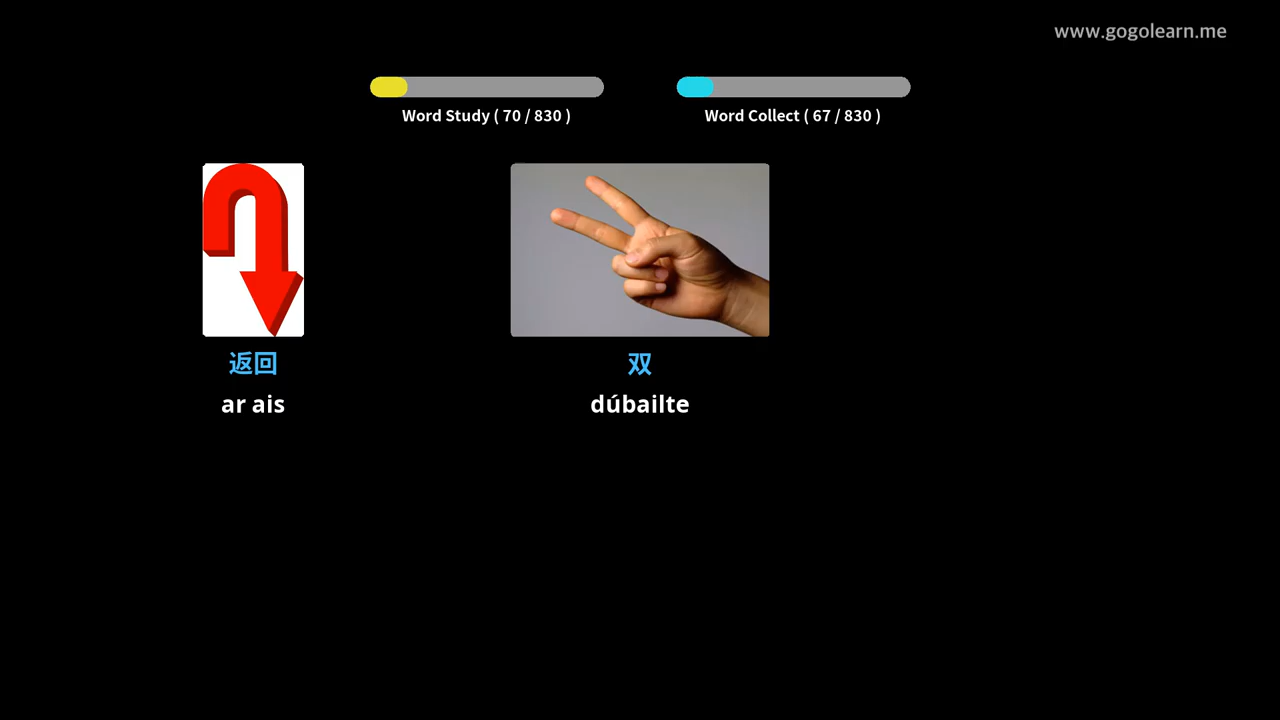 www.gogolearn.me
Word Study ( 70 / 830 )
Word Collect ( 67 / 830 )
返回
双
ar ais
dúbailte